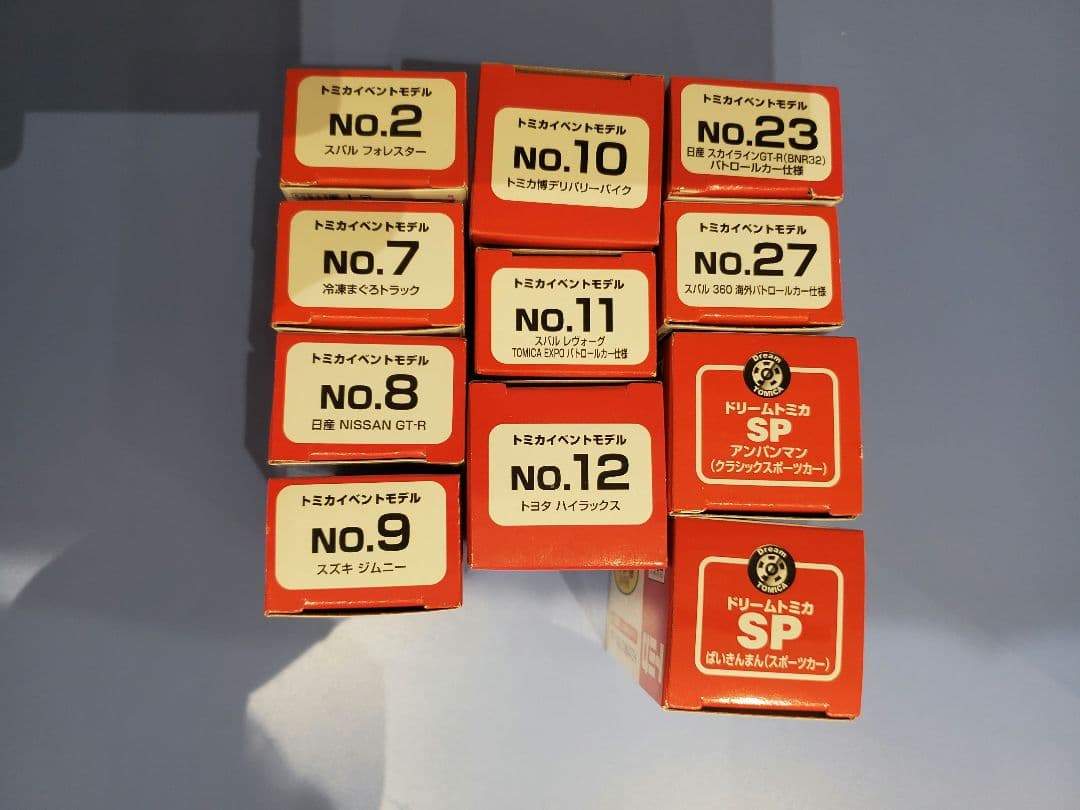 トミカイベントモデル
NO.2
スバル フォレスター
トミカイベントモデル
NO.7
冷凍まぐろトラック
トミカイベントモデル
NO.8
日産 NISSAN GT-R
トミカイベントモデル
NO.9
スズキ ジムニー
トミカイベントモデル
NO.10
トミカ博デリバリーバイク
トミカイベントモデル
NO.11
スバル レヴォーグ
TOMICA EXPO パトロールカー仕様
トミカイベントモデル
NO.12
トヨタ ハイラックス
トミカイベントモデル
NO.23
日産 スカイラインGT-R(BNR32)
パトロールカー仕様
トミカイベントモデル
NO.27
スバル 360 海外パトロールカー仕様
Dream
TOMICA
ドリームトミカ
SP
アンパンマン
(クラシックスポーツカー)
Dream
TOMICA
ドリームトミカ
SP
ばいきんまん(スポーツカー)